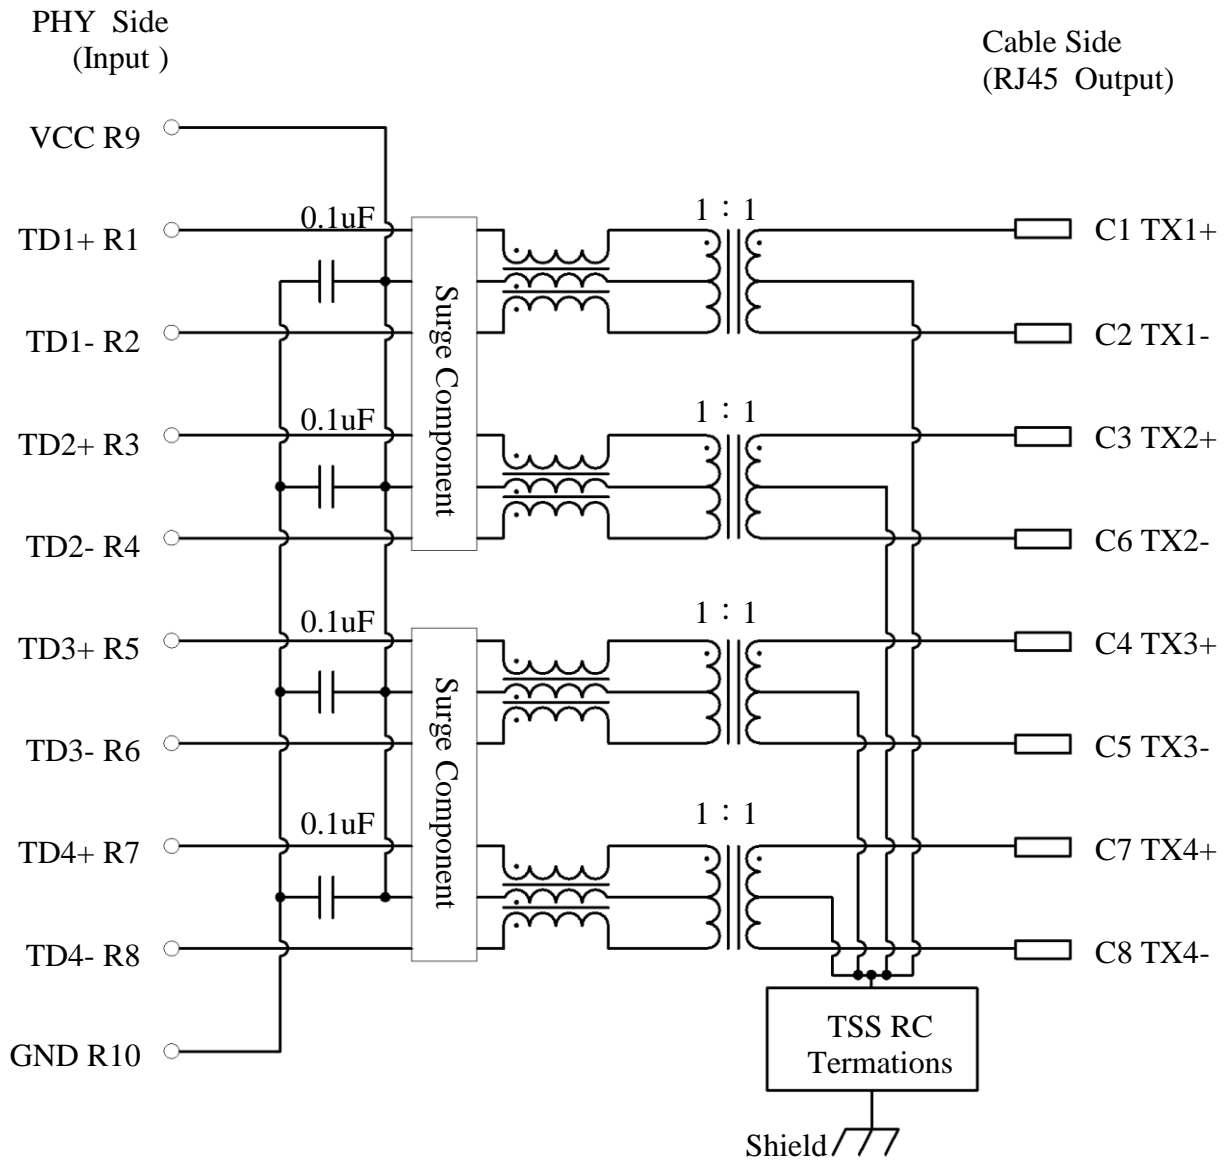 PHY Side
(Input )
Cable Side
(RJ45 Output)
VCC R9
0.1uF
1 : 1
TD1+ R1
C1 TX1+
TD1- R2
C2 TX1-
Surge Component
0.1uF
1 : 1
TD2+ R3
C3 TX2+
TD2- R4
C6 TX2-
0.1uF
1 : 1
TD3+ R5
C4 TX3+
TD3- R6
C5 TX3-
Surge Component
0.1uF
1 : 1
TD4+ R7
C7 TX4+
TD4- R8
C8 TX4-
GND R10
TSS RC
Termations
Shield